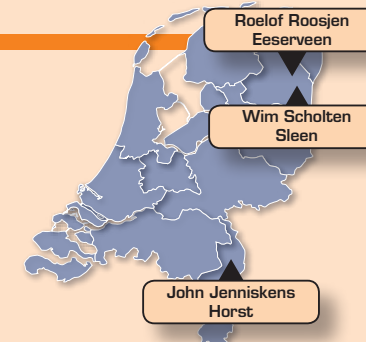 Roelof Roosjen
Eeserveen
Wim Scholten
Sleen
John Jenniskens
Horst